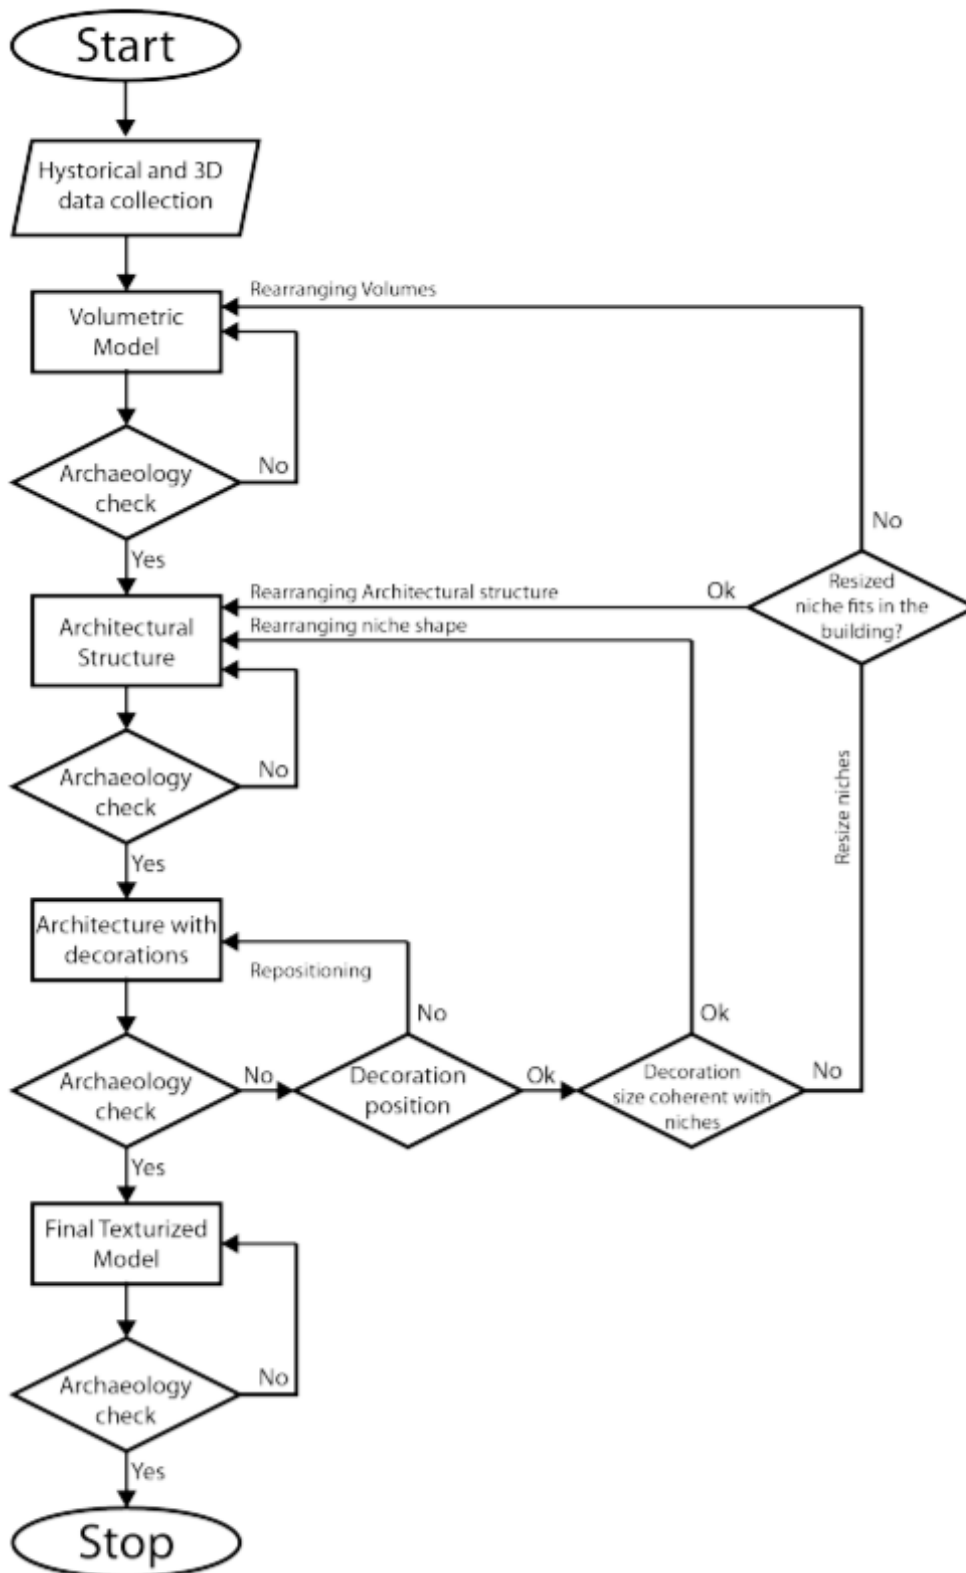 Start
Hystorical and 3D
data collection
Rearranging Volumes
Volumetric
Model
Archaeology
check
No
Yes
No
Resized
niche fits in the
building?
Ok
Rearranging Architectural structure
Rearranging niche shape
Architectural
Structure
Archaeology
check
No
Resize niches
Yes
Architecture with
decorations
Repositioning
No
Ok
Archaeology
check
No
Decoration
position
Ok
Decoration
size coherent with
niches
No
Yes
Final Texturized
Model
Archaeology
check
No
Yes
Stop